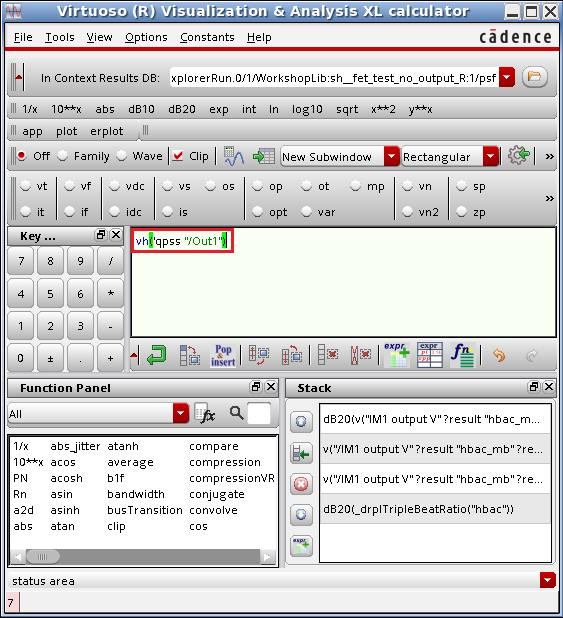 Virtuoso (R) Visualization & Analysis XL calculator
File Tools View Options Constants Help cādence
In Context Results DB: xplorerRun.0/1/WorkshopLib:sh__fet_test_no_output_R:1/psf
1/x 10**x abs dB10 dB20 exp int ln log10 sqrt x**2 y**x
app plot erplot
Off Family Wave Clip New Subwindow Rectangular »
vt vf vdc vs os op ot mp vn sp
it if idc is opt var vn2 zp »
Key ...
7 8 9 /
4 5 6 *
1 2 3 -
0 ± . +
vh('qpss "/Out1")
Pop & insert expr expr fn
Function Panel
All fx
1/x abs_jitter atanh compare
10**x acos average compression
PN acosh b1f compressionVR
Rn asin bandwidth conjugate
a2d asinh busTransition convolve
abs atan clip cos
Stack
dB20(v("IM1 output V" ?result "hbac_m...
v("/IM1 output V" ?result "hbac_mb" ?re...
v("/IM1 output V" ?result "hbac_mb" ?re...
dB20(_drplTripleBeatRatio("hbac"))
expr
status area
7